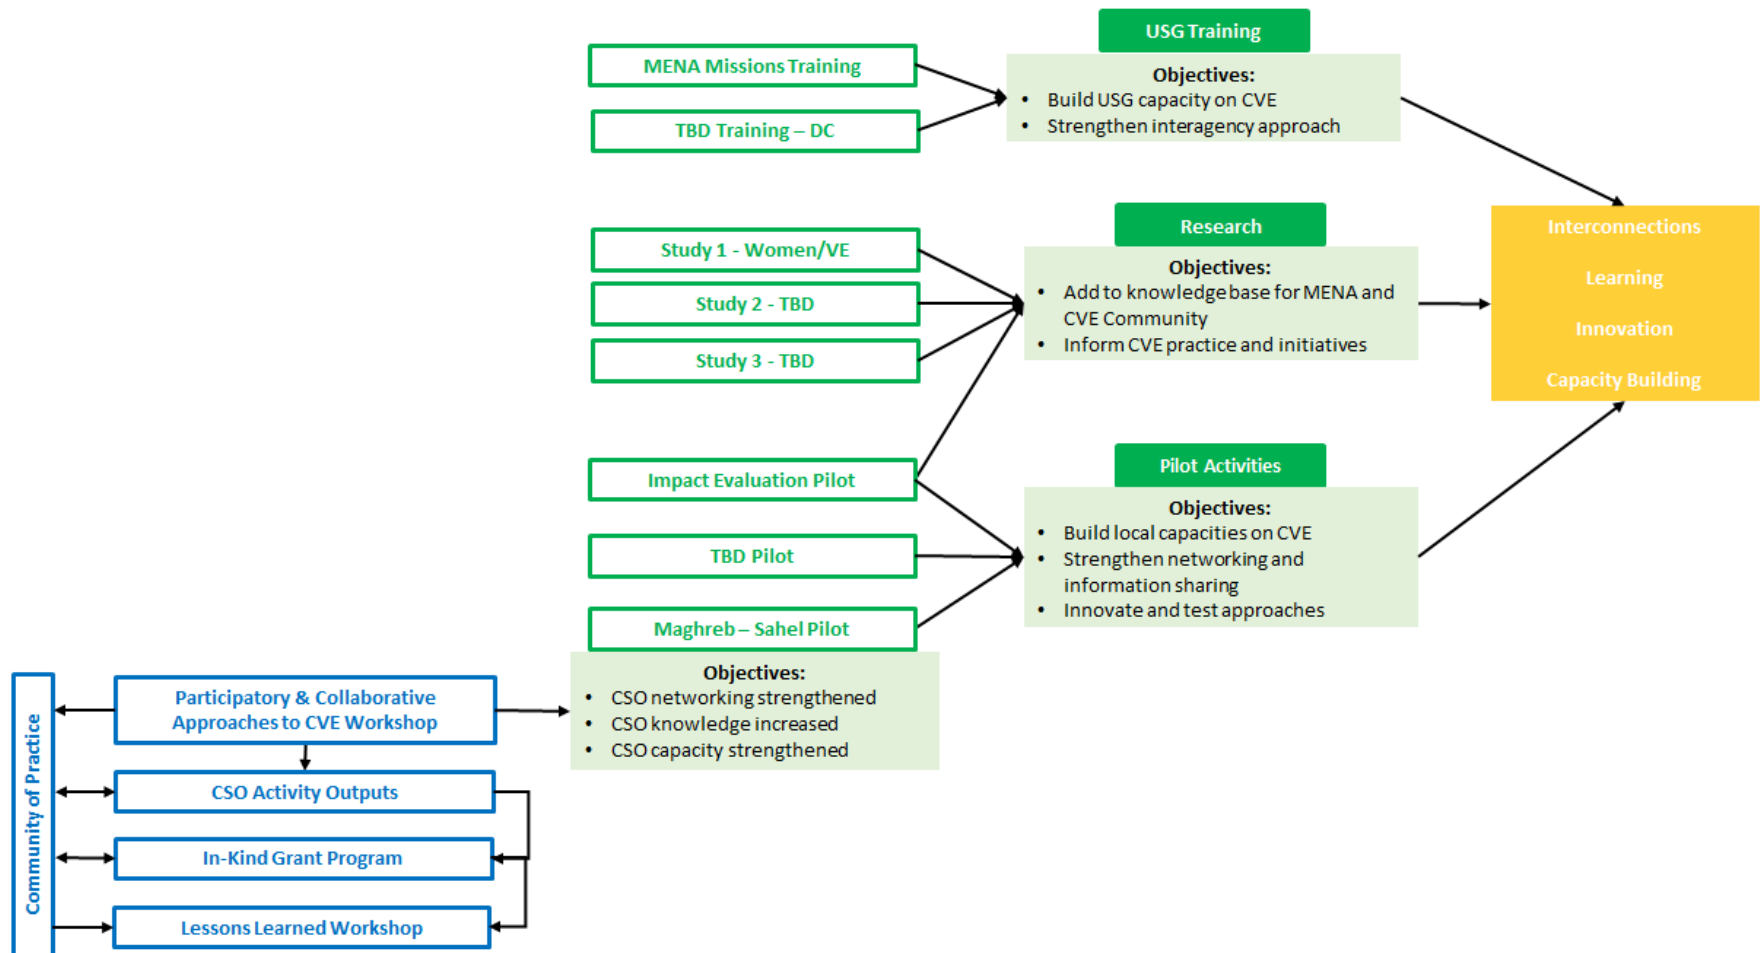 USG Training
MENA Missions Training
TBD Training – DC
Objectives:
• Build USG capacity on CVE
• Strengthen interagency approach
Research
Study 1 - Women/VE
Study 2 - TBD
Study 3 - TBD
Objectives:
• Add to knowledge base for MENA and
CVE Community
• Inform CVE practice and initiatives
Interconnections
Learning
Innovation
Capacity Building
Pilot Activities
Impact Evaluation Pilot
TBD Pilot
Maghreb – Sahel Pilot
Objectives:
• Build local capacities on CVE
• Strengthen networking and
information sharing
• Innovate and test approaches
Objectives:
• CSO networking strengthened
• CSO knowledge increased
• CSO capacity strengthened
Community of Practice
Participatory & Collaborative
Approaches to CVE Workshop
CSO Activity Outputs
In-Kind Grant Program
Lessons Learned Workshop